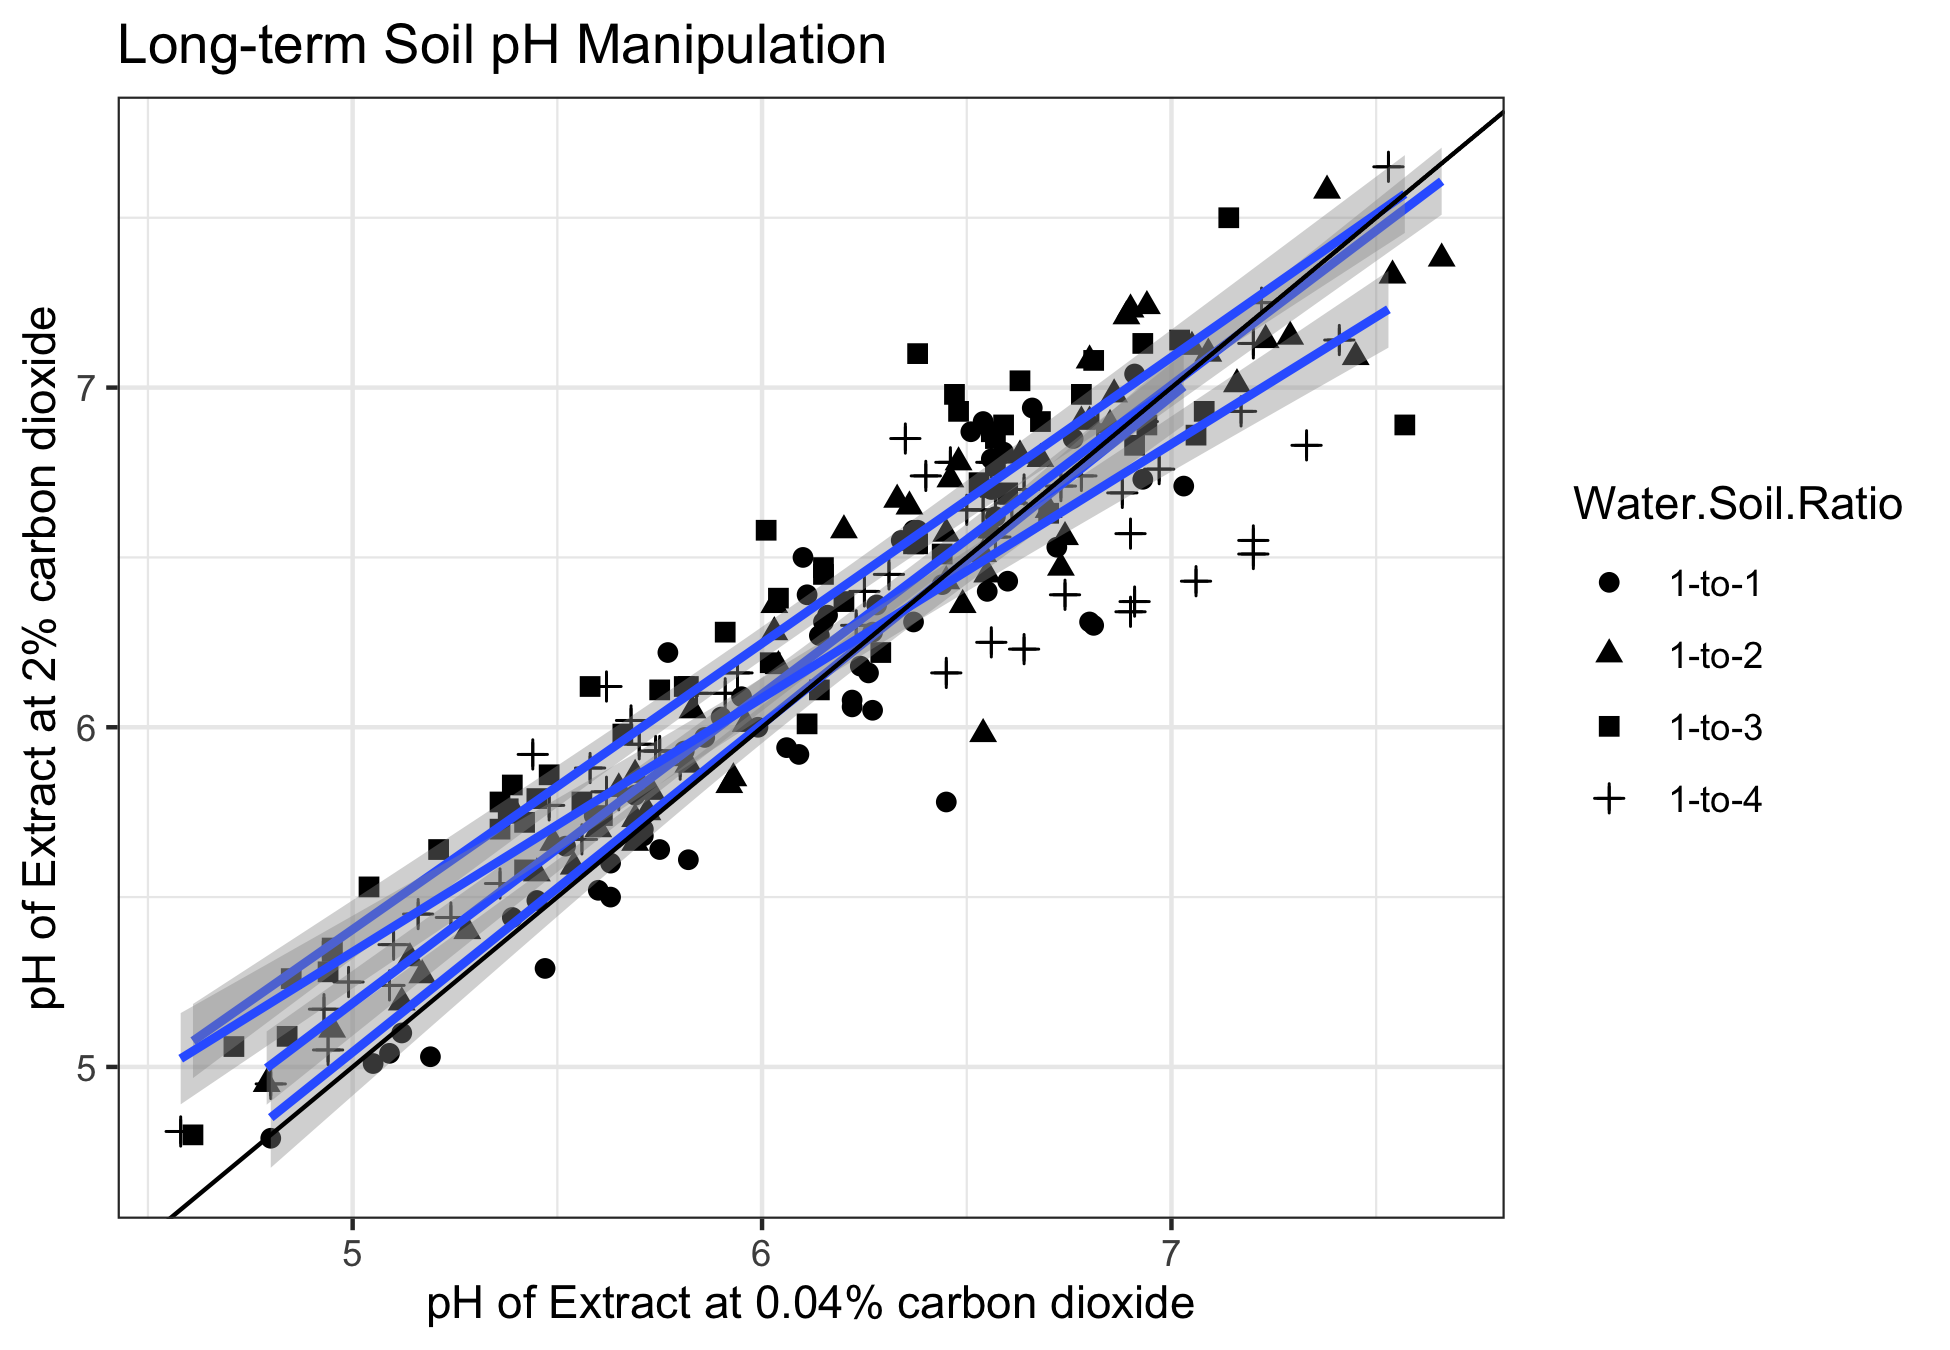 Long-term Soil pH Manipulation
pH of Extract at 2% carbon dioxide
7
6
5
5
6
7
pH of Extract at 0.04% carbon dioxide
Water.Soil.Ratio
1-to-1
1-to-2
1-to-3
1-to-4